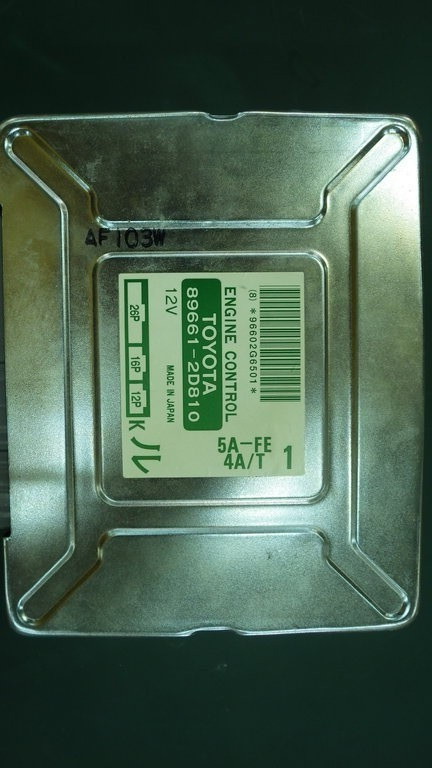 AF103W
(8) *96602G6501*
ENGINE CONTROL
TOYOTA
89661-2D810
12V
MADE IN JAPAN
26P
16P
12P
K ル
5A-FE
4A/T
1